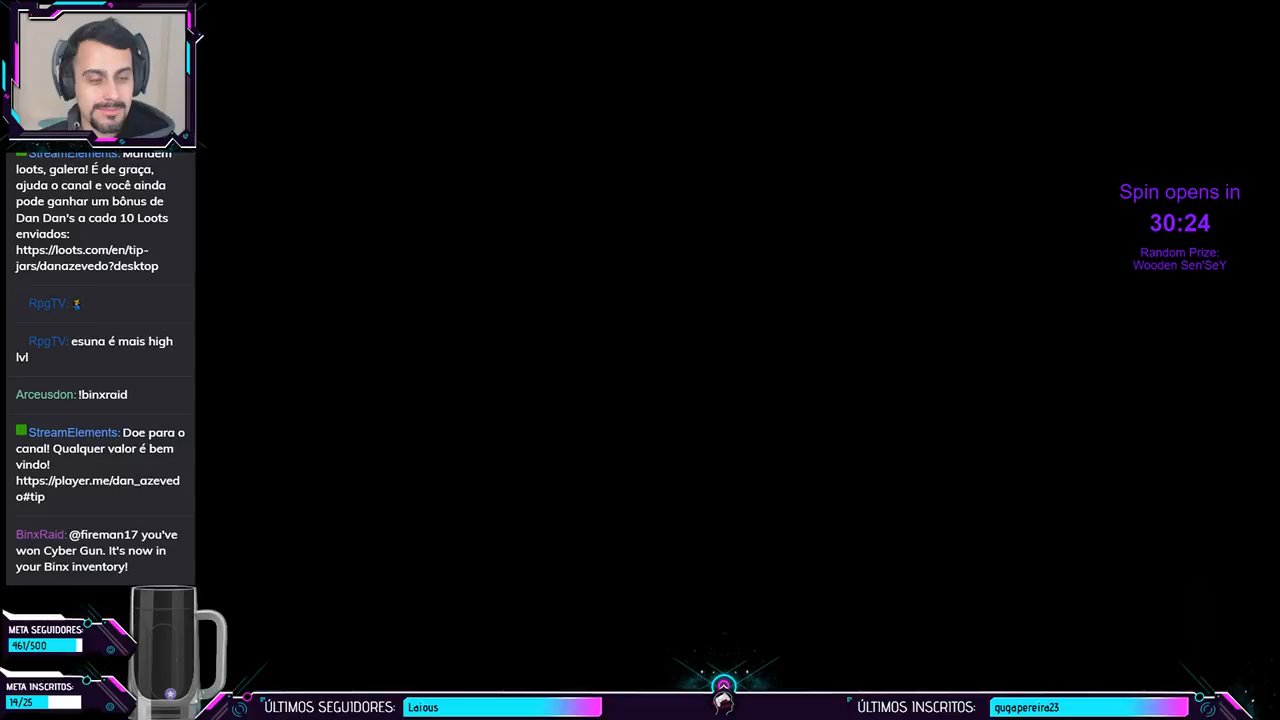 StreamElements: Mandem
loots, galera! É de graça,
ajuda o canal e você ainda
pode ganhar um bônus de
Dan Dan's a cada 10 Loots
enviados:
https://loots.com/en/tip-
jars/danazevedo?desktop
RpgTV:
RpgTV: esuna é mais high
lvl
Arceusdon: !binxraid
StreamElements: Doe para o
canal! Qualquer valor é bem
vindo!
https://player.me/dan_azeved
o#tip
BinxRaid: @fireman17 you've
won Cyber Gun. It's now in
your Binx inventory!
Spin opens in
30:24
Random Prize:
Wooden Sen'SeY
META SEGUIDORES:
461/500
META INSCRITOS:
14/25
ÚLTIMOS SEGUIDORES: Laious
ÚLTIMOS INSCRITOS: gugapereira23